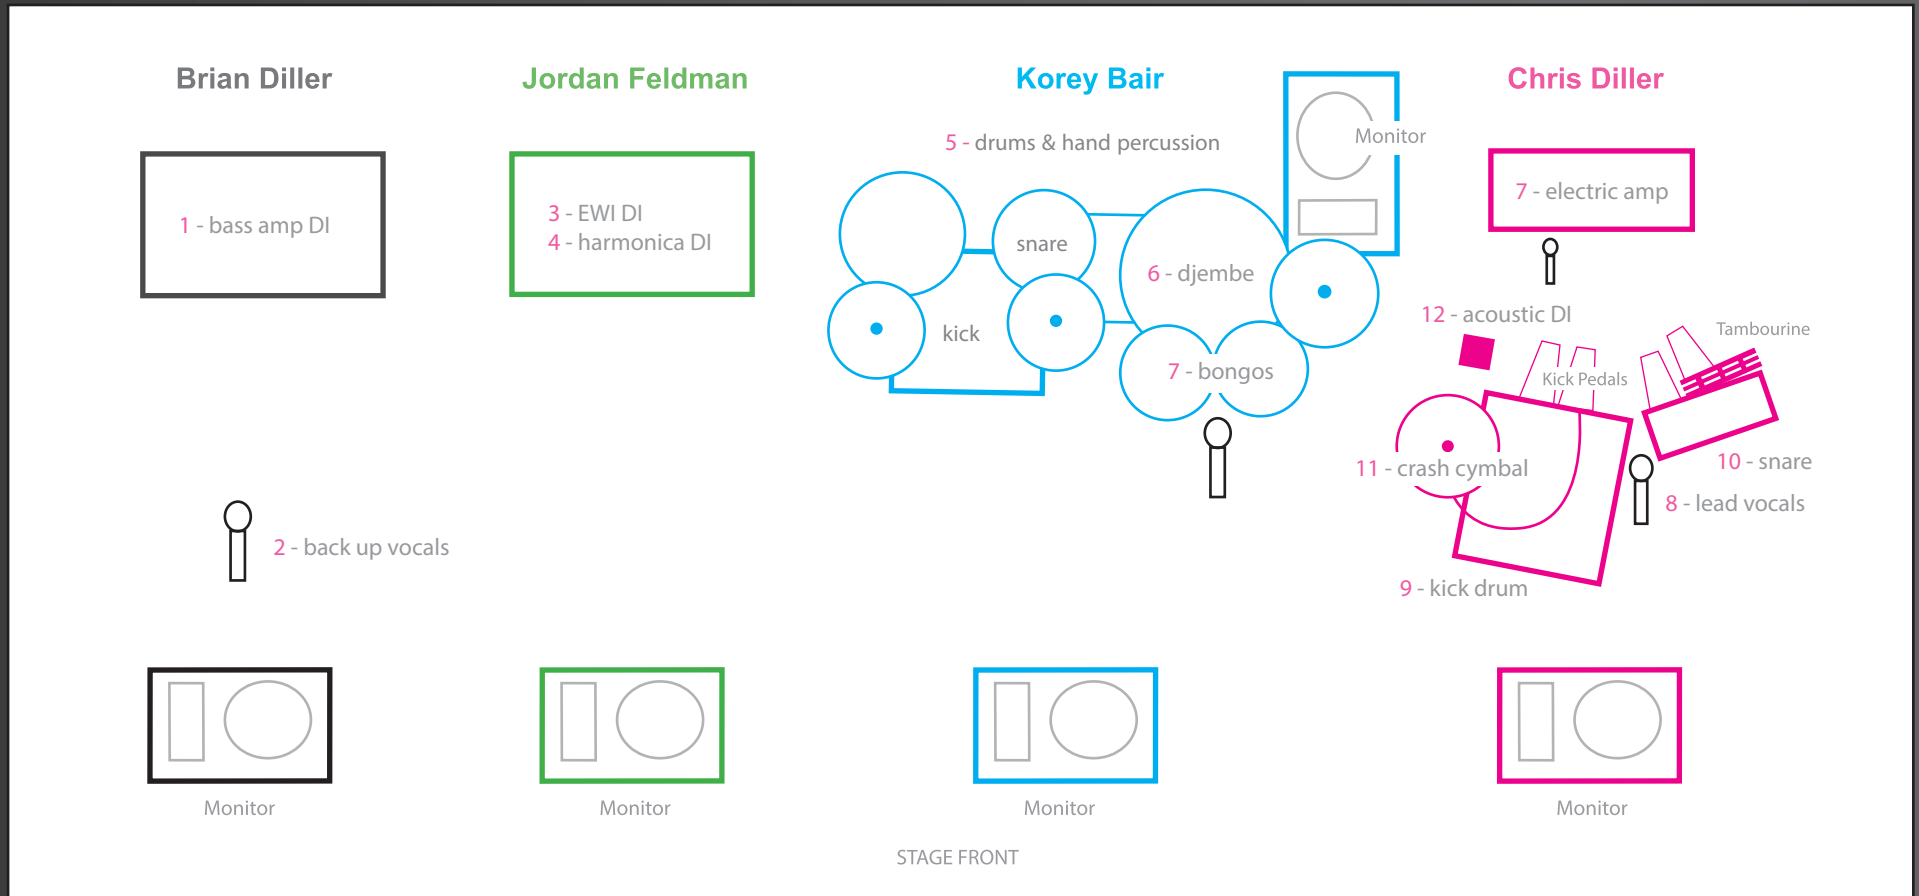 Brian Diller
Jordan Feldman
Korey Bair
Chris Diller
1 - bass amp DI
3 - EWI DI
4 - harmonica DI
5 - drums & hand percussion
Monitor
snare
6 - djembe
kick
7 - bongos
7 - electric amp
12 - acoustic DI
Tambourine
Kick Pedals
11 - crash cymbal
10 - snare
8 - lead vocals
9 - kick drum
2 - back up vocals
Monitor
Monitor
Monitor
Monitor
STAGE FRONT